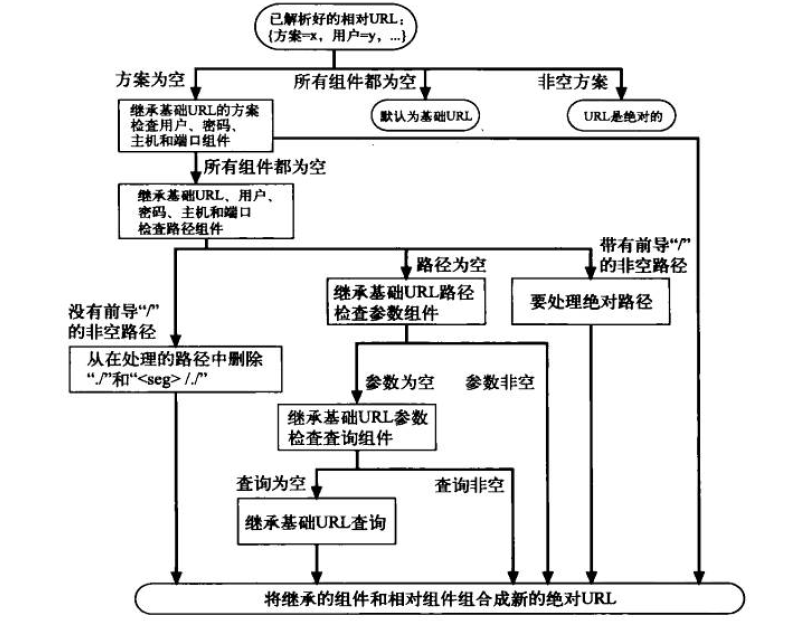 已解析好的相对URL：
{方案=x，用户=y，...}
方案为空
所有组件都为空
非空方案
继承基础URL的方案
检查用户、密码、
主机和端口组件
默认为基础URL
URL是绝对的
所有组件都为空
继承基础URL、用户、
密码、主机和端口
检查路径组件
没有前导“/”
的非空路径
路径为空
带有前导“/”
的非空路径
继承基础URL路径
检查参数组件
要处理绝对路径
从在处理的路径中删除
“./”和“<seg> /./”
参数为空
参数非空
继承基础URL参数
检查查询组件
查询为空
查询非空
继承基础URL查询
将继承的组件和相对组件组合成新的绝对URL